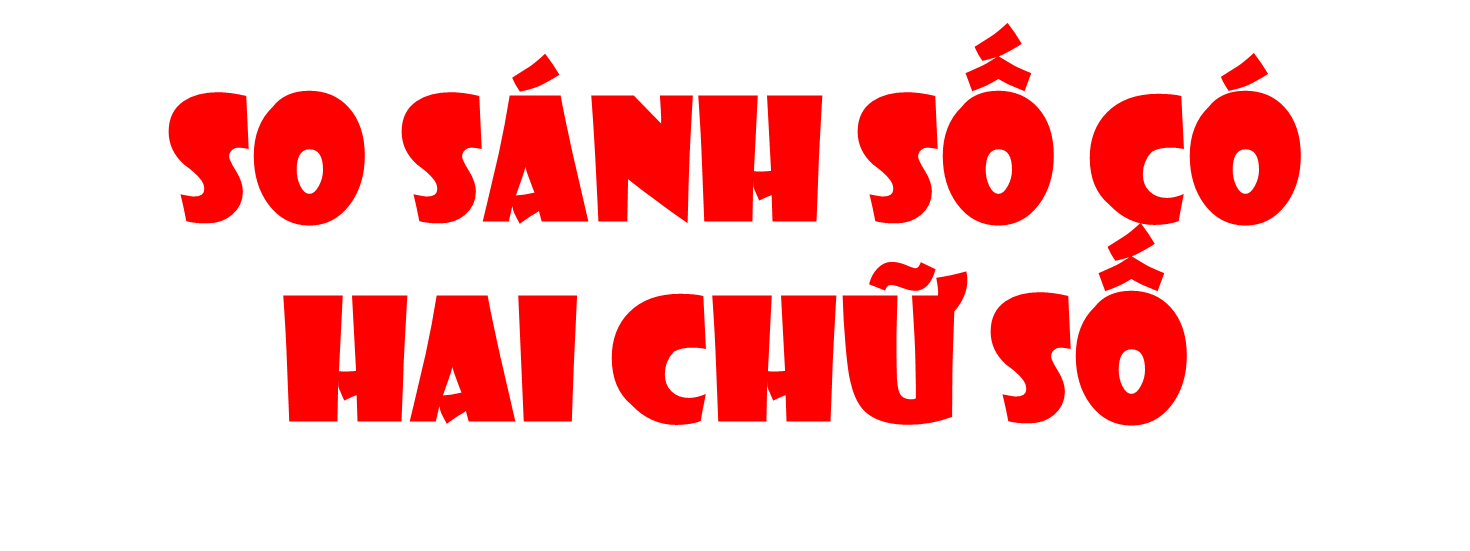 SO SÁNH SỐ CÓ
HAI CHỮ SỐ